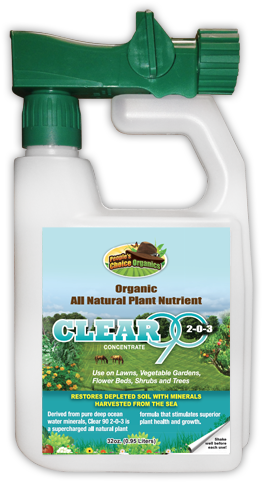 People's
Choice Organics
Organic
All Natural Plant Nutrient
CLEAR 90 2-0-3
CONCENTRATE
Use on Lawns, Vegetable Gardens,
Flower Beds, Shrubs and Trees
RESTORES DEPLETED SOIL WITH MINERALS
HARVESTED FROM THE SEA
Derived from pure deep ocean
water minerals, Clear 90 2-0-3 is
a supercharged all natural plant
formula that stimulates superior
plant health and growth.
32oz. (0.95 Liters)
Shake
well before
each use!